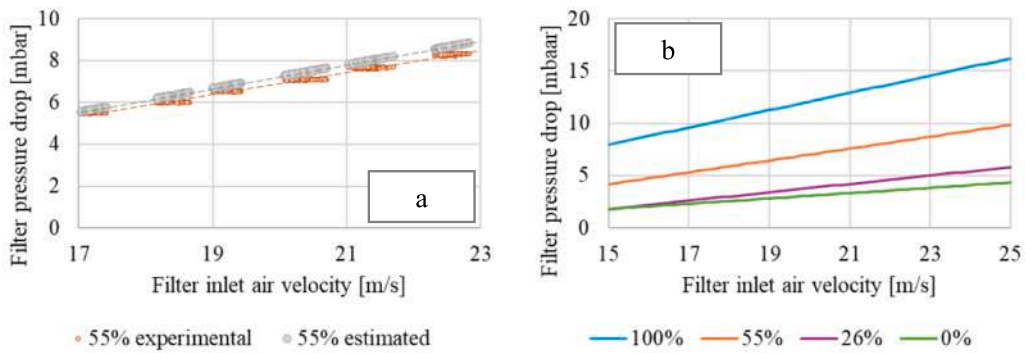 Filter pressure drop [mbar]
10
8
6
4
2
0
a
17 19 21 23
Filter inlet air velocity [m/s]
55% experimental 55% estimated
Filter pressure drop [mbaar]
20
15
10
5
0
b
15 17 19 21 23 25
Filter inlet air velocity [m/s]
100% 55% 26% 0%